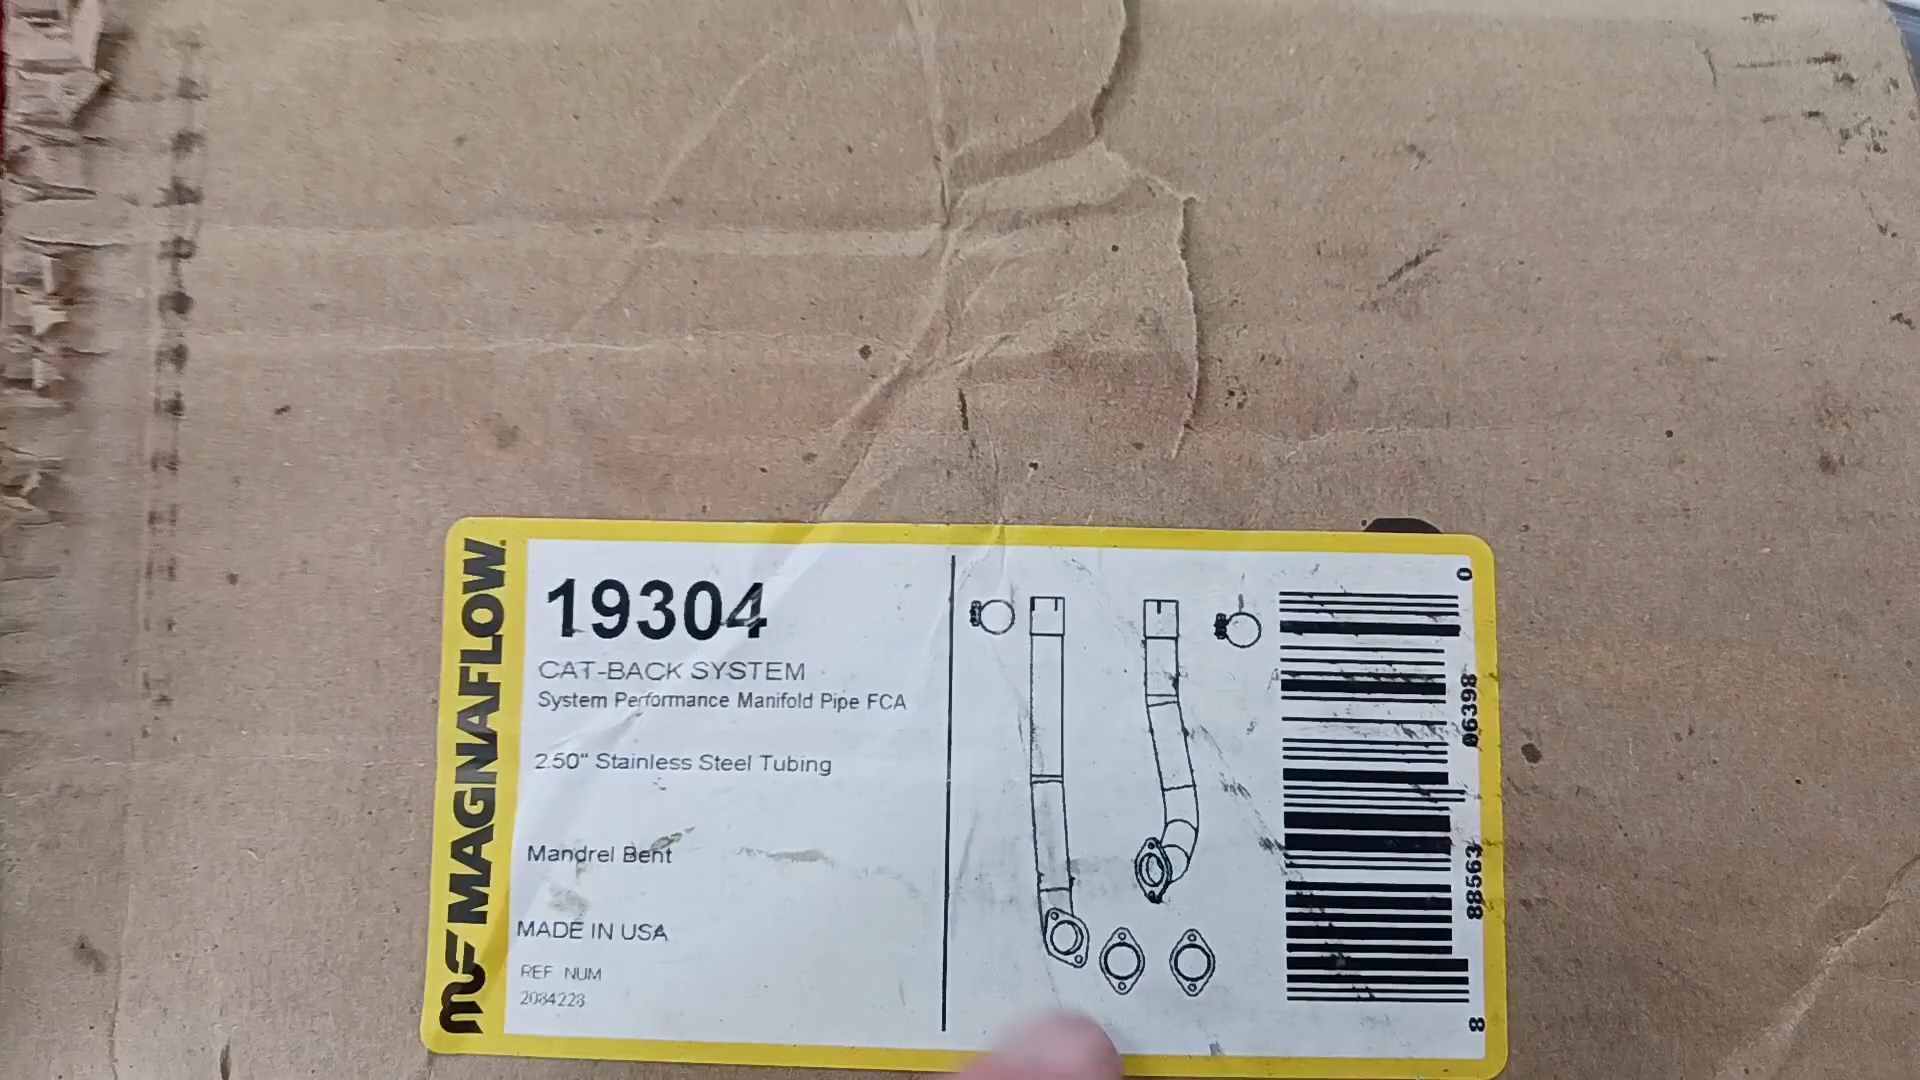 MAGNAFLOW
19304
CAT-BACK SYSTEM
System Performance Manifold Pipe FCA
2.50" Stainless Steel Tubing
Mandrel Bent
MADE IN USA
REF NUM
2034223
8 88563 06398 0